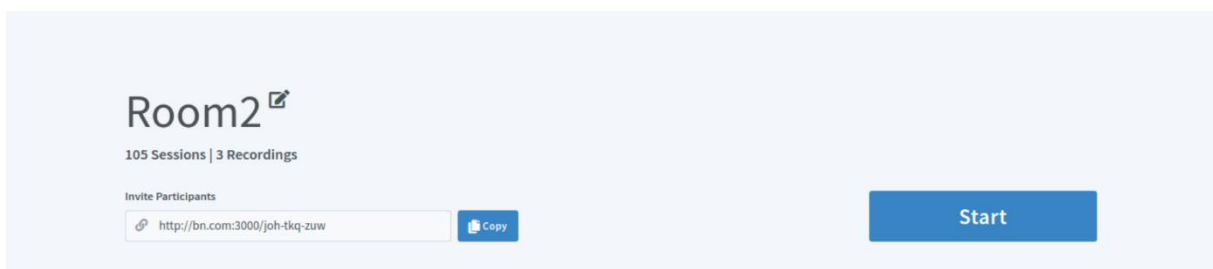 Room2
105 Sessions | 3 Recordings
Invite Participants
http://bn.com:3000/joh-tkq-zuw
Copy
Start